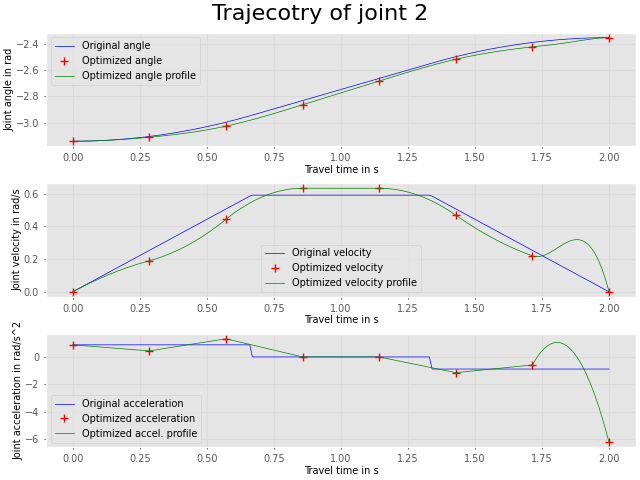 Trajecotry of joint 2
Joint angle in rad
−2.4
−2.6
−2.8
−3.0
Original angle
Optimized angle
Optimized angle profile
0.00 0.25 0.50 0.75 1.00 1.25 1.50 1.75 2.00
Travel time in s
Joint velocity in rad/s
0.6
0.4
0.2
0.0
Original velocity
Optimized velocity
Optimized velocity profile
0.00 0.25 0.50 0.75 1.00 1.25 1.50 1.75 2.00
Travel time in s
Joint acceleration in rad/s^2
0
−2
−4
−6
Original acceleration
Optimized acceleration
Optimized accel. profile
0.00 0.25 0.50 0.75 1.00 1.25 1.50 1.75 2.00
Travel time in s